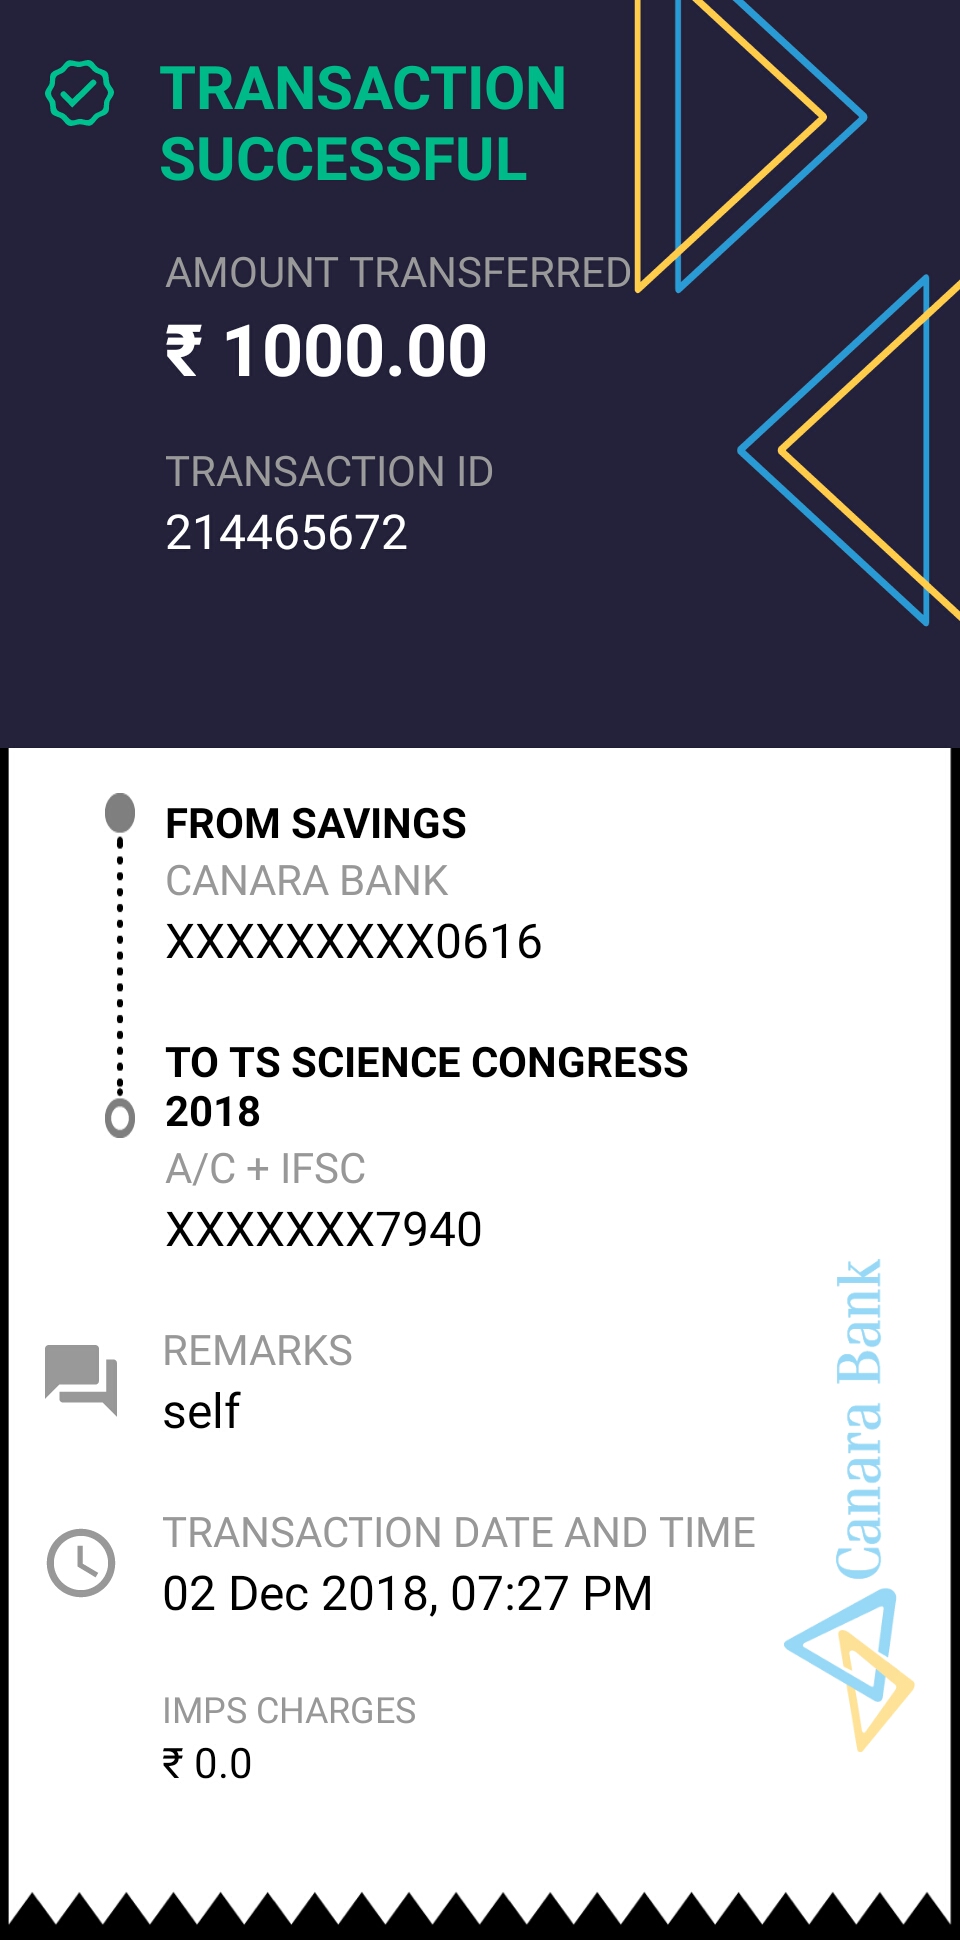 TRANSACTION
SUCCESSFUL
AMOUNT TRANSFERRED
₹ 1000.00
TRANSACTION ID
214465672
FROM SAVINGS
CANARA BANK
XXXXXXXXX0616
TO TS SCIENCE CONGRESS
2018
A/C + IFSC
XXXXXXX7940
REMARKS
self
TRANSACTION DATE AND TIME
02 Dec 2018, 07:27 PM
IMPS CHARGES
₹ 0.0
Canara Bank